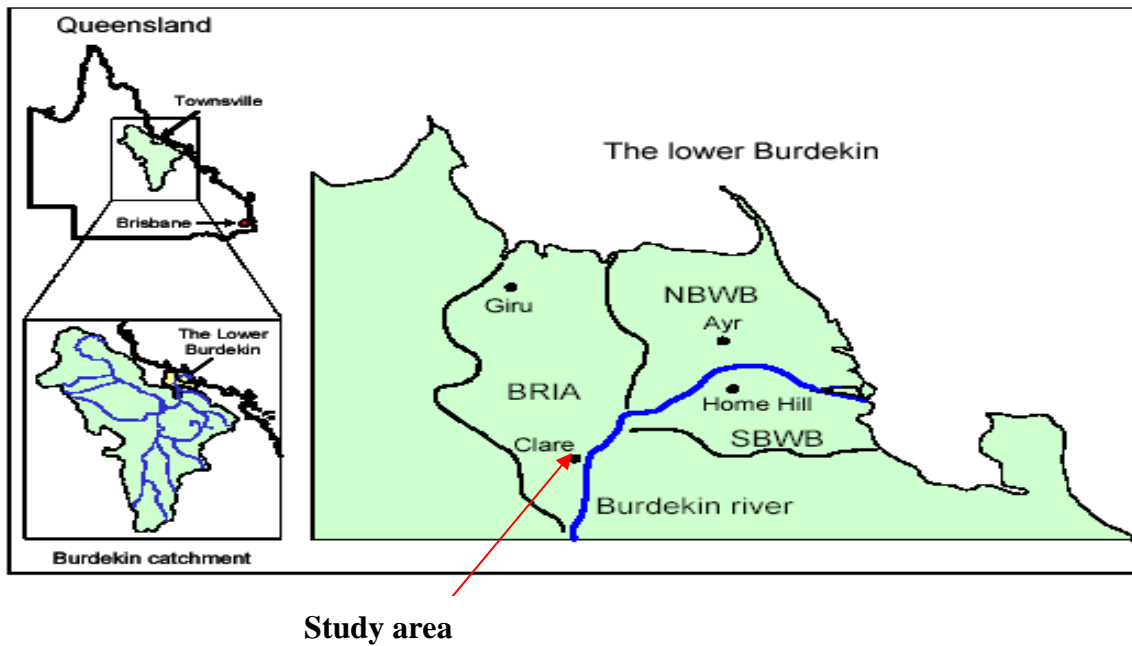 Queensland
Townsville
Brisbane
The Lower
Burdekin
Burdekin catchment
The lower Burdekin
Giru
NBWB
Ayr
BRIA
Home Hill
Clare
SBWB
Burdekin river
Study area